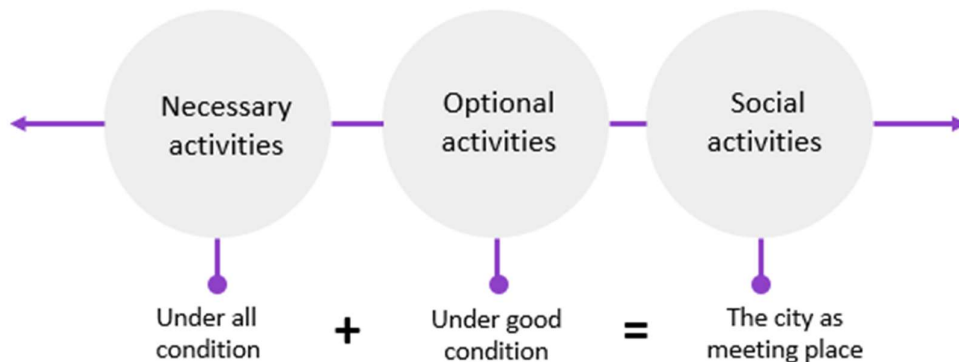 Necessary
activities
Optional
activities
Social
activities
Under all
condition
+
Under good
condition
=
The city as
meeting place